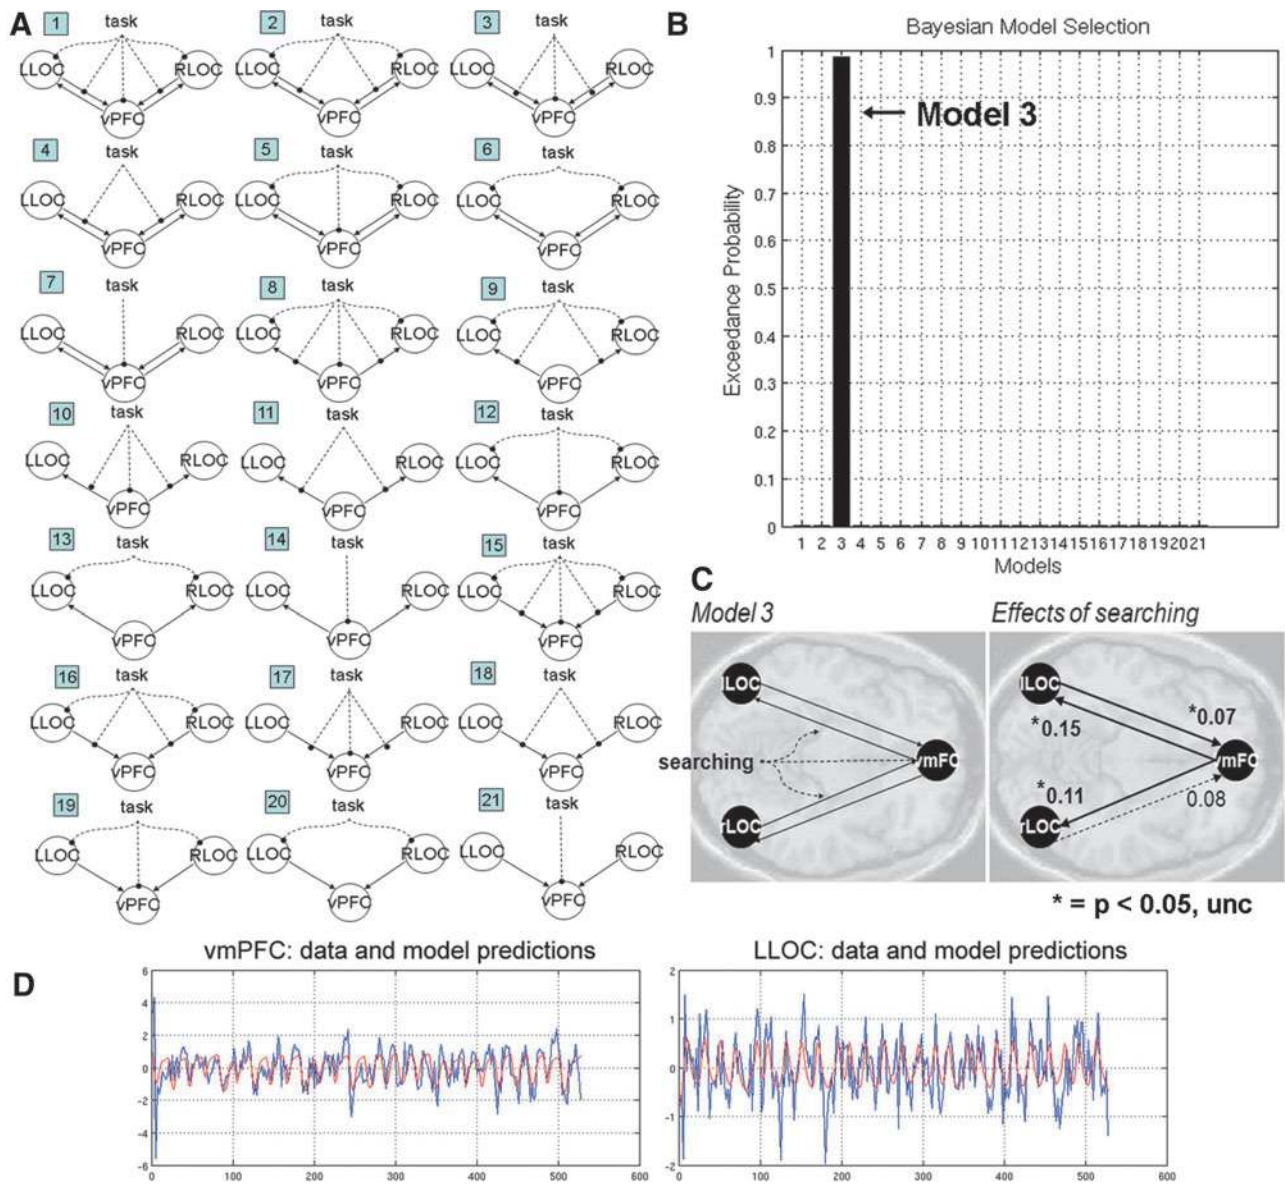 A
1 task 2 task 3 task
LLOC RLOC LLOC RLOC LLOC RLOC
vPFC vPFC vPFC
4 task 5 task 6 task
LLOC RLOC LLOC RLOC LLOC RLOC
vPFC vPFC vPFC
7 task 8 task 9 task
LLOC RLOC LLOC RLOC LLOC RLOC
vPFC vPFC vPFC
10 task 11 task 12 task
LLOC RLOC LLOC RLOC LLOC RLOC
vPFC vPFC vPFC
13 task 14 task 15 task
LLOC RLOC LLOC RLOC LLOC RLOC
vPFC vPFC vPFC
16 task 17 task 18 task
LLOC RLOC LLOC RLOC LLOC RLOC
vPFC vPFC vPFC
19 task 20 task 21 task
LLOC RLOC LLOC RLOC LLOC RLOC
vPFC vPFC vPFC
B
Bayesian Model Selection
Exceedance Probability
1
0.9
0.8
0.7
0.6
0.5
0.4
0.3
0.2
0.1
0
Model 3
1 2 3 4 5 6 7 8 9 10 11 12 13 14 15 16 17 18 19 20 21
Models
C
Model 3 Effects of searching
lLOC
searching
vmFC
rLOC
lLOC
*0.07
*0.15
vmFC
*0.11
0.08
rLOC
* = p < 0.05, unc
D
vmPFC: data and model predictions
6
4
2
0
-2
-4
-6
0 100 200 300 400 500 600
LLOC: data and model predictions
2
1
0
-1
-2
0 100 200 300 400 500 600